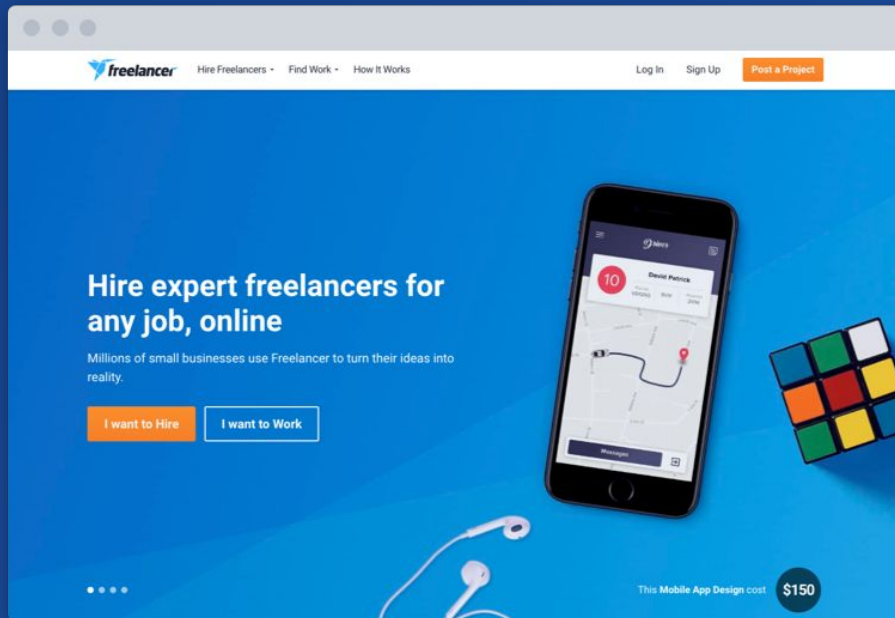 freelancer
Hire Freelancers Find Work How It Works
Log In Sign Up Post a Project
Hire expert freelancers for
any job, online
Millions of small businesses use Freelancer to turn their ideas into
reality.
I want to Hire I want to Work
10 David Patrick
Messages
This Mobile App Design cost $150